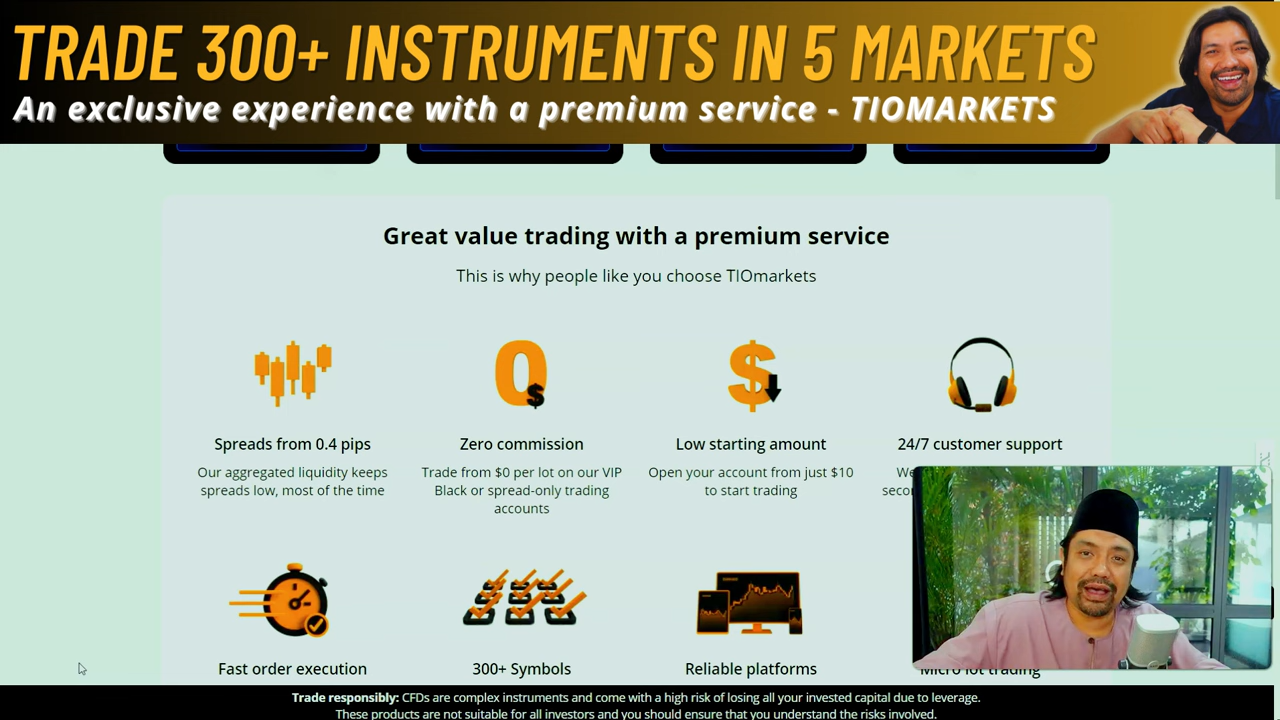 TRADE 300+ INSTRUMENTS IN 5 MARKETS
An exclusive experience with a premium service - TIOMARKETS
Great value trading with a premium service
This is why people like you choose TIOmarkets
Spreads from 0.4 pips
Our aggregated liquidity keeps
spreads low, most of the time
Zero commission
Trade from $0 per lot on our VIP
Black or spread-only trading
accounts
Low starting amount
Open your account from just $10
to start trading
24/7 customer support
Fast order execution
300+ Symbols
Reliable platforms
Micro lot trading
Trade responsibly: CFDs are complex instruments and come with a high risk of losing all your invested capital due to leverage.
These products are not suitable for all investors and you should ensure that you understand the risks involved.